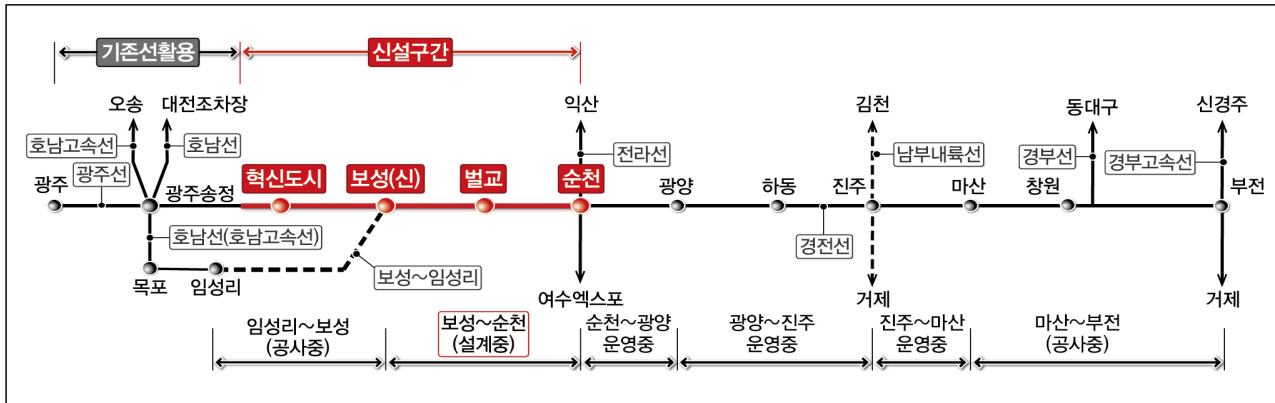 기존선활용
신설구간
오송
대전조차장
익산
김천
동대구
신경주
호남고속선
호남선
전라선
남부내륙선
경부선
경부고속선
광주선
광주
광주송정
혁신도시
보성(신)
벌교
순천
광양
하동
진주
마산
창원
부전
호남선(호남고속선)
경전선
보성~임성리
목포
임성리
여수엑스포
거제
거제
임성리~보성
(공사중)
보성~순천
(설계중)
순천~광양
운영중
광양~진주
운영중
진주~마산
운영중
마산~부전
(공사중)